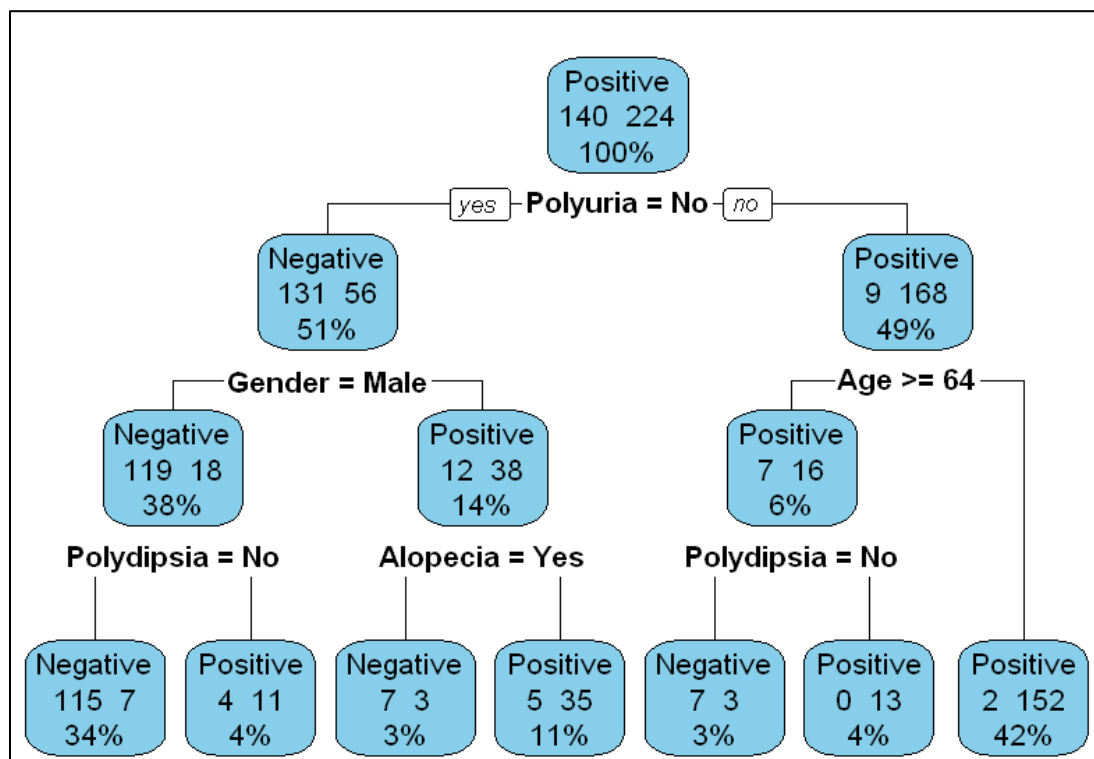 Positive
140 224
100%
yes Polyuria = No no
Negative
131 56
51%
Positive
9 168
49%
Gender = Male
Age >= 64
Negative
119 18
38%
Positive
12 38
14%
Positive
7 16
6%
Polydipsia = No
Alopecia = Yes
Polydipsia = No
Negative
115 7
34%
Positive
4 11
4%
Negative
7 3
3%
Positive
5 35
11%
Negative
7 3
3%
Positive
0 13
4%
Positive
2 152
42%